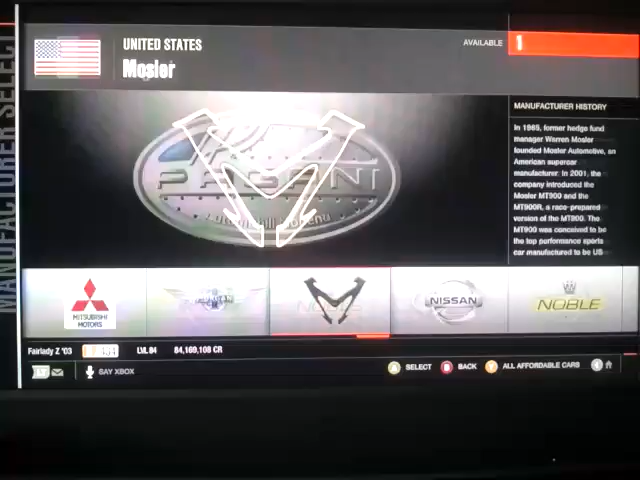 MANUFACTURER SELECT
UNITED STATES
Mosler
AVAILABLE
1
MANUFACTURER HISTORY
In 1985, former hedge fund
manager Warren Mosler
founded Mosler Automotive, an
American supercar
manufacturer. In 2001, the
company introduced the
Mosler MT900 and the
MT900R, a race-prepared
version of the MT900. The
MT900 was conceived to be
the top performance sports
car manufactured to be US
PAGANI
MITSUBISHI
MOTORS
NISSAN
NOBLE
Fairlady Z '03
LVL 84
84,169,108 CR
SAY XBOX
A SELECT
B BACK
Y ALL AFFORDABLE CARS